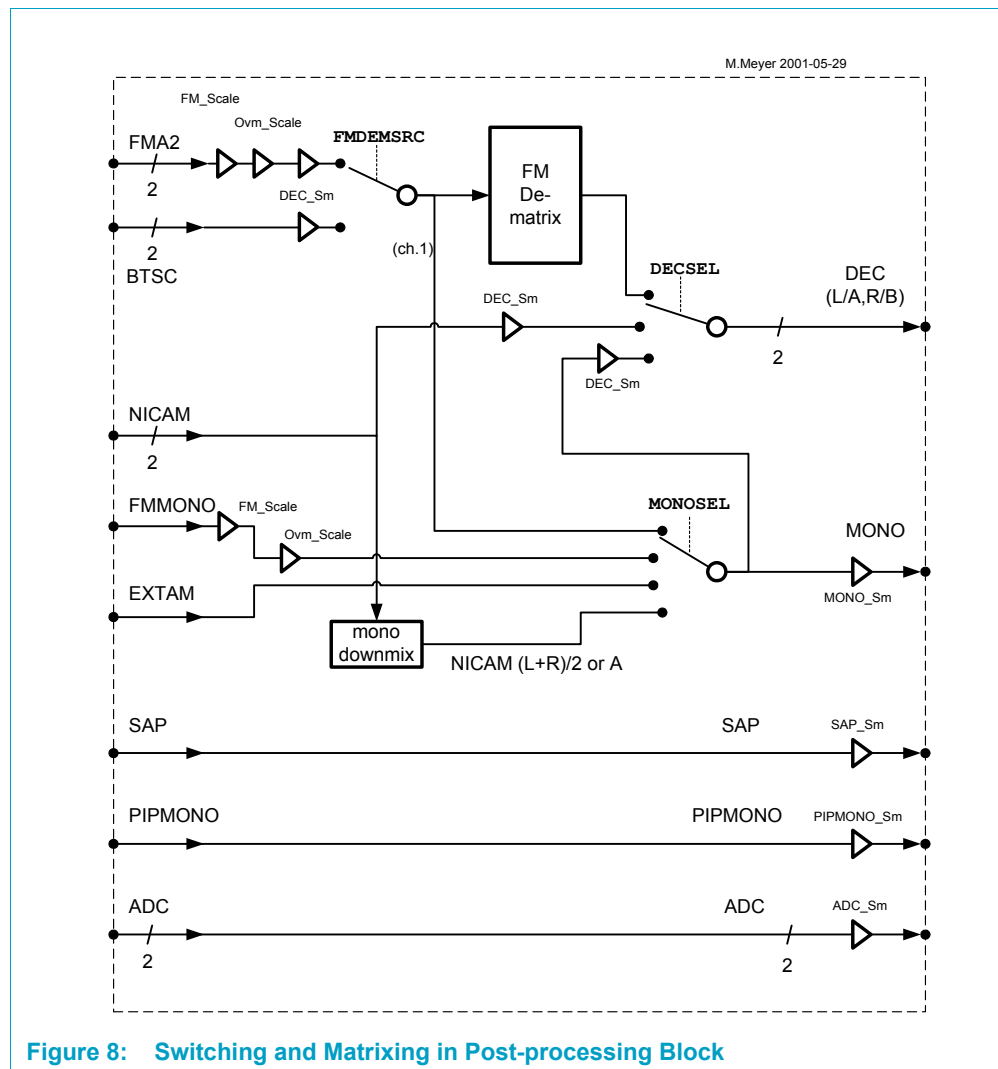 M.Meyer 2001-05-29
FM_Scale
Ovm_Scale
FMDEMSRC
FMA2
2
DEC_Sm
FM
De-
matrix
2
BTSC
(ch.1)
DECSEL
DEC
(L/A,R/B)
DEC_Sm
2
DEC_Sm
NICAM
2
FMMONO
FM_Scale
Ovm_Scale
MONOSEL
MONO
EXTAM
MONO_Sm
mono
downmix
NICAM (L+R)/2 or A
SAP
SAP
SAP_Sm
PIPMONO
PIPMONO
PIPMONO_Sm
ADC
ADC
ADC_Sm
2
2
Figure 8: Switching and Matrixing in Post-processing Block